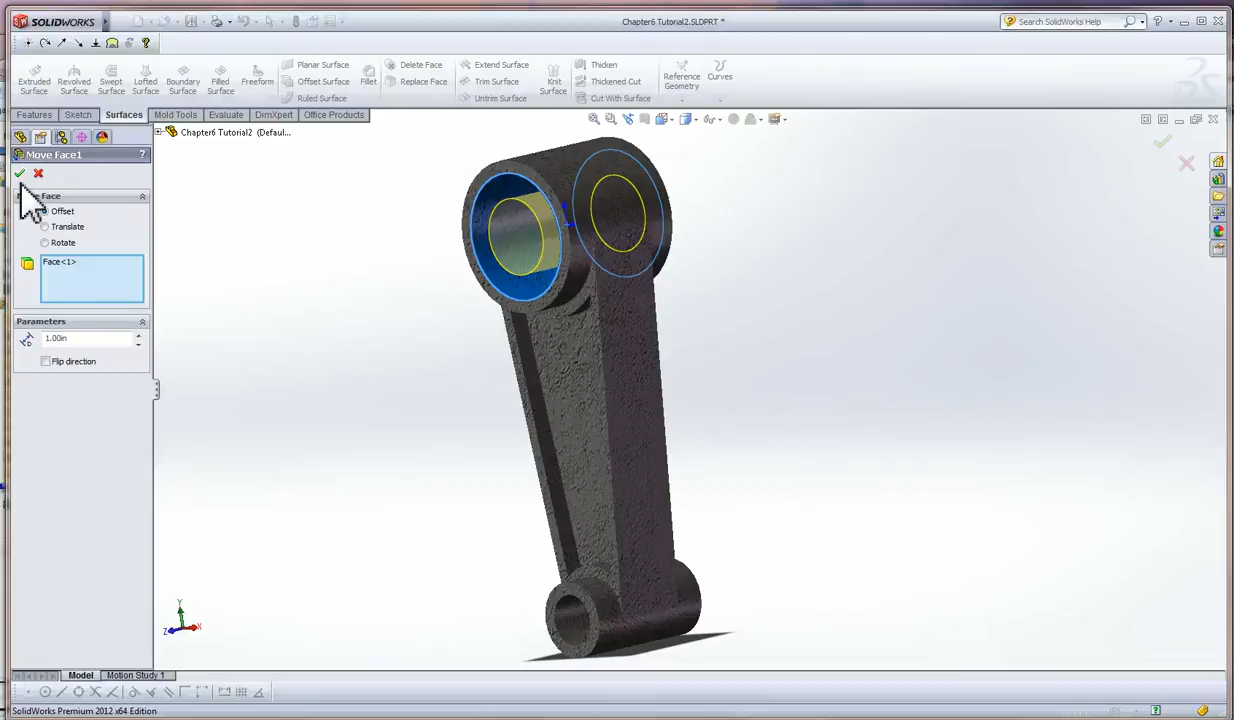 SOLIDWORKS
Chapter6 Tutorial2.SLDPRT *
Search SolidWorks Help
Extruded Surface
Revolved Surface
Swept Surface
Lofted Surface
Boundary Surface
Filled Surface
Freeform
Planar Surface
Offset Surface
Ruled Surface
Fillet
Delete Face
Replace Face
Extend Surface
Trim Surface
Untrim Surface
Knit Surface
Thicken
Thickened Cut
Cut With Surface
Reference Geometry
Curves
Features
Sketch
Surfaces
Mold Tools
Evaluate
DimXpert
Office Products
Chapter6 Tutorial2 (Defaul...
Move Face1
?
Face
Offset
Translate
Rotate
Face<1>
Parameters
1.00in
Flip direction
Y
Z
X
Model
Motion Study 1
SolidWorks Premium 2012 x64 Edition